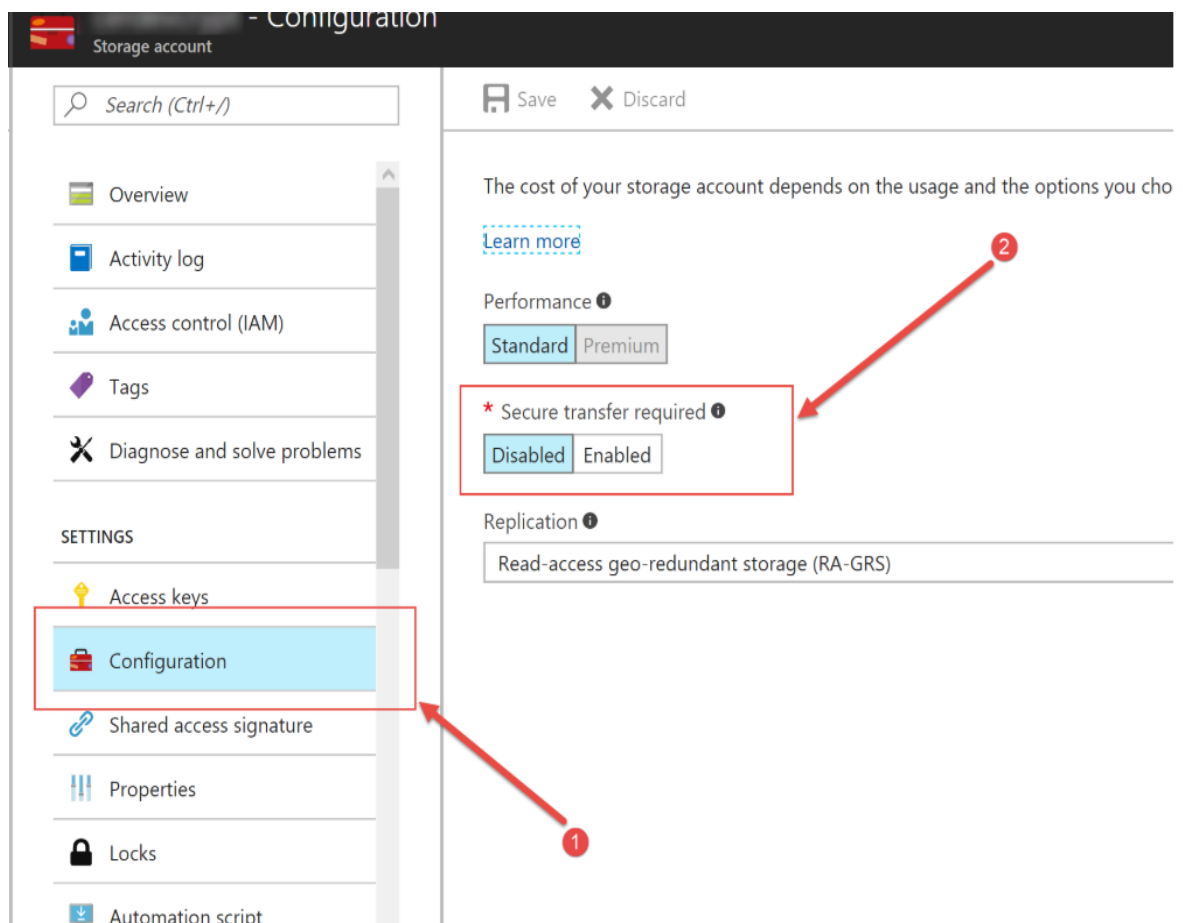 - Configuration
Storage account
Search (Ctrl+/)
Overview
Activity log
Access control (IAM)
Tags
Diagnose and solve problems
SETTINGS
Access keys
Configuration
Shared access signature
Properties
Locks
Automation script
Save Discard
The cost of your storage account depends on the usage and the options you cho
Learn more
Performance
Standard Premium
* Secure transfer required
Disabled Enabled
Replication
Read-access geo-redundant storage (RA-GRS)
2
1